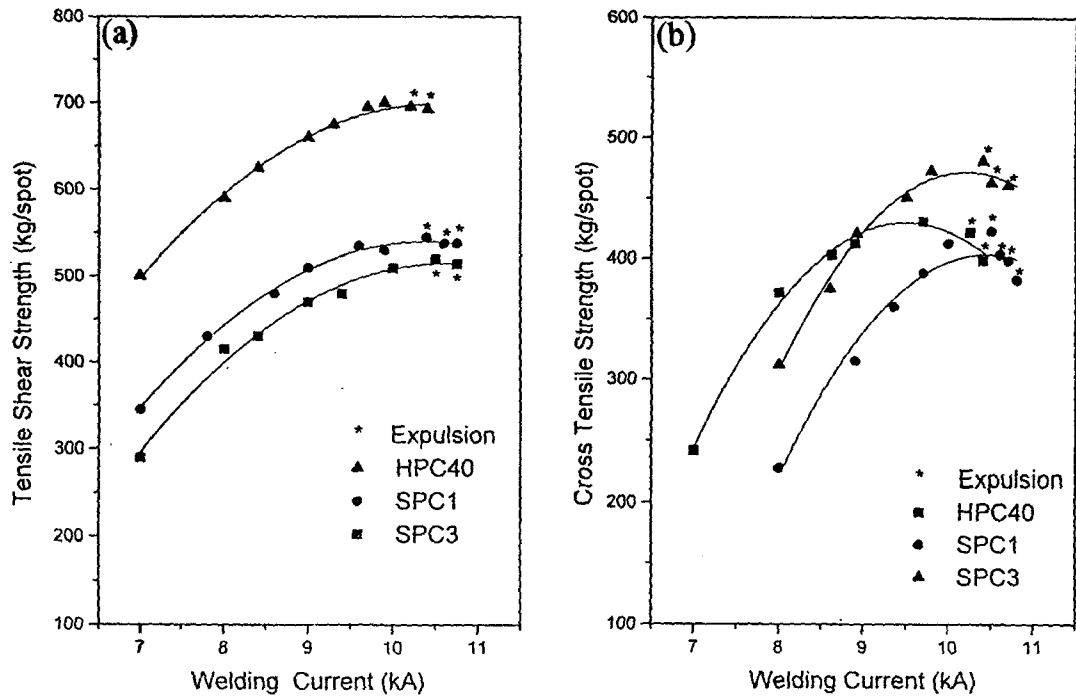 (a)
800
700
600
500
400
300
200
100
7
8
9
10
11
Tensile Shear Strength (kg/spot)
Welding Current (kA)
* Expulsion
HPC40
SPC1
SPC3
* *
* * *
* *
(b)
600
500
400
300
200
100
7
8
9
10
11
Cross Tensile Strength (kg/spot)
Welding Current (kA)
* Expulsion
HPC40
SPC1
SPC3
* * *
* *
* * * *